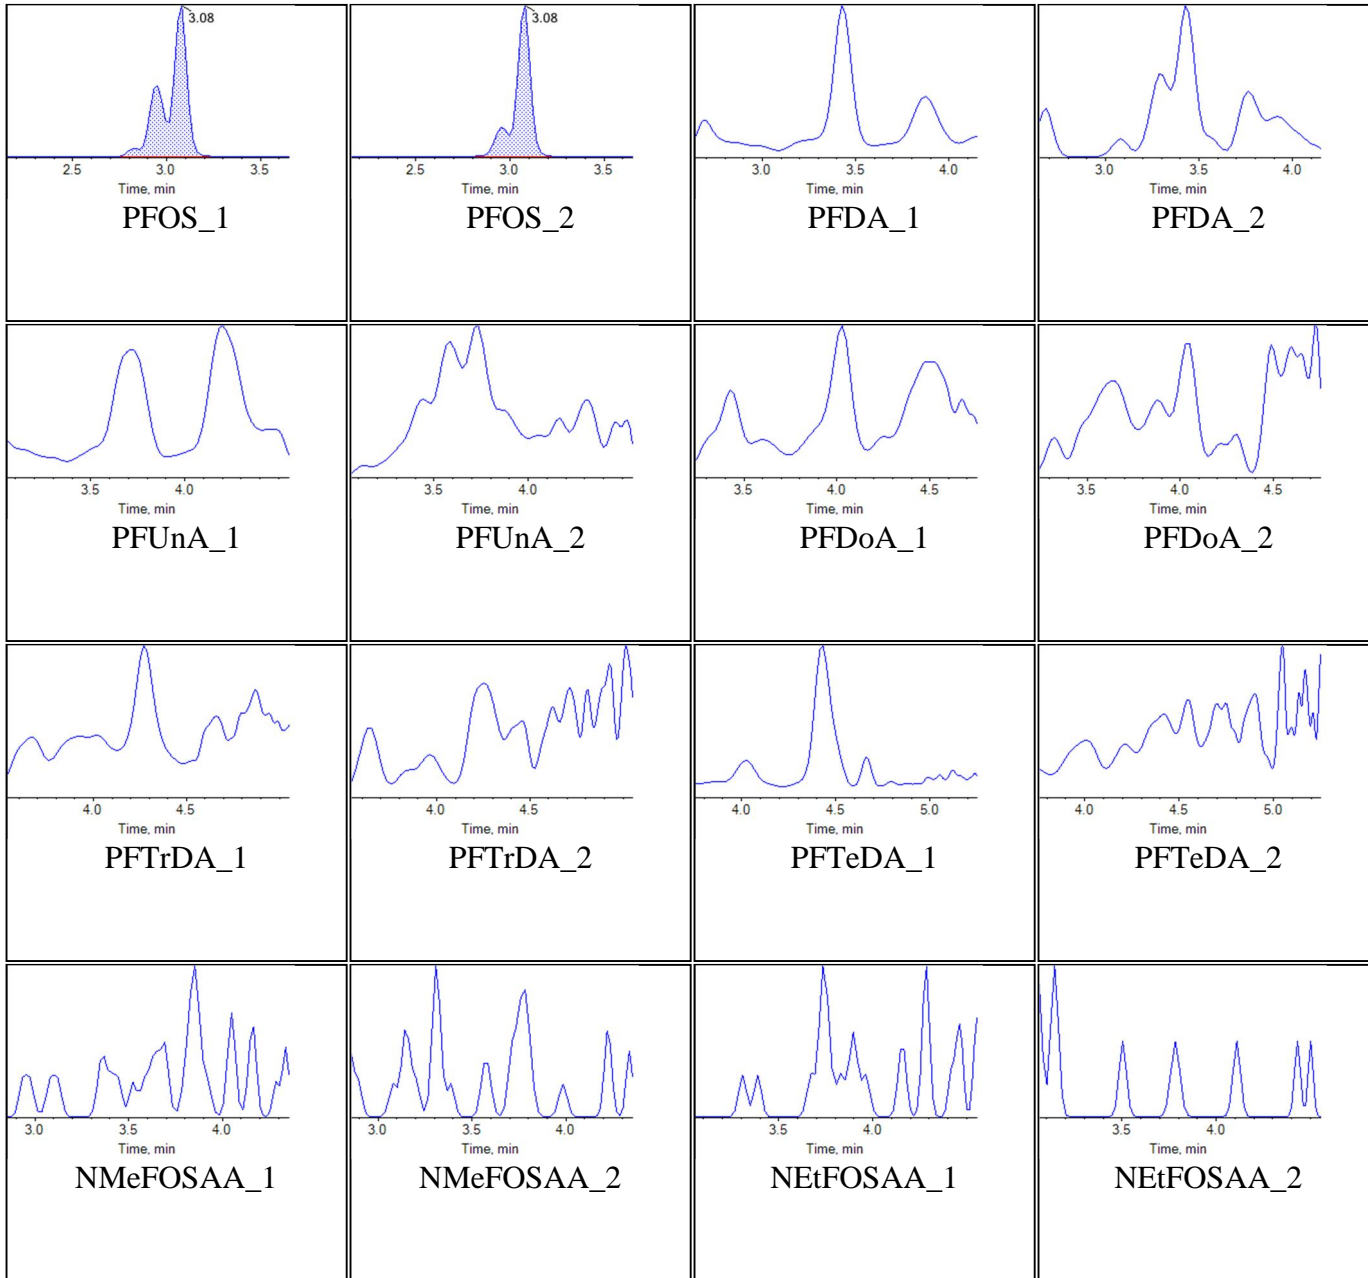 3.08
2.5 3.0 3.5
Time, min
PFOS_1
3.08
2.5 3.0 3.5
Time, min
PFOS_2
3.0 3.5 4.0
Time, min
PFDA_1
3.0 3.5 4.0
Time, min
PFDA_2
3.5 4.0
Time, min
PFUnA_1
3.5 4.0
Time, min
PFUnA_2
3.5 4.0 4.5
Time, min
PFDoA_1
3.5 4.0 4.5
Time, min
PFDoA_2
4.0 4.5
Time, min
PFTrDA_1
4.0 4.5
Time, min
PFTrDA_2
4.0 4.5 5.0
Time, min
PFTeDA_1
4.0 4.5 5.0
Time, min
PFTeDA_2
3.0 3.5 4.0
Time, min
NMeFOSAA_1
3.0 3.5 4.0
Time, min
NMeFOSAA_2
3.5 4.0
Time, min
NEtFOSAA_1
3.5 4.0
Time, min
NEtFOSAA_2